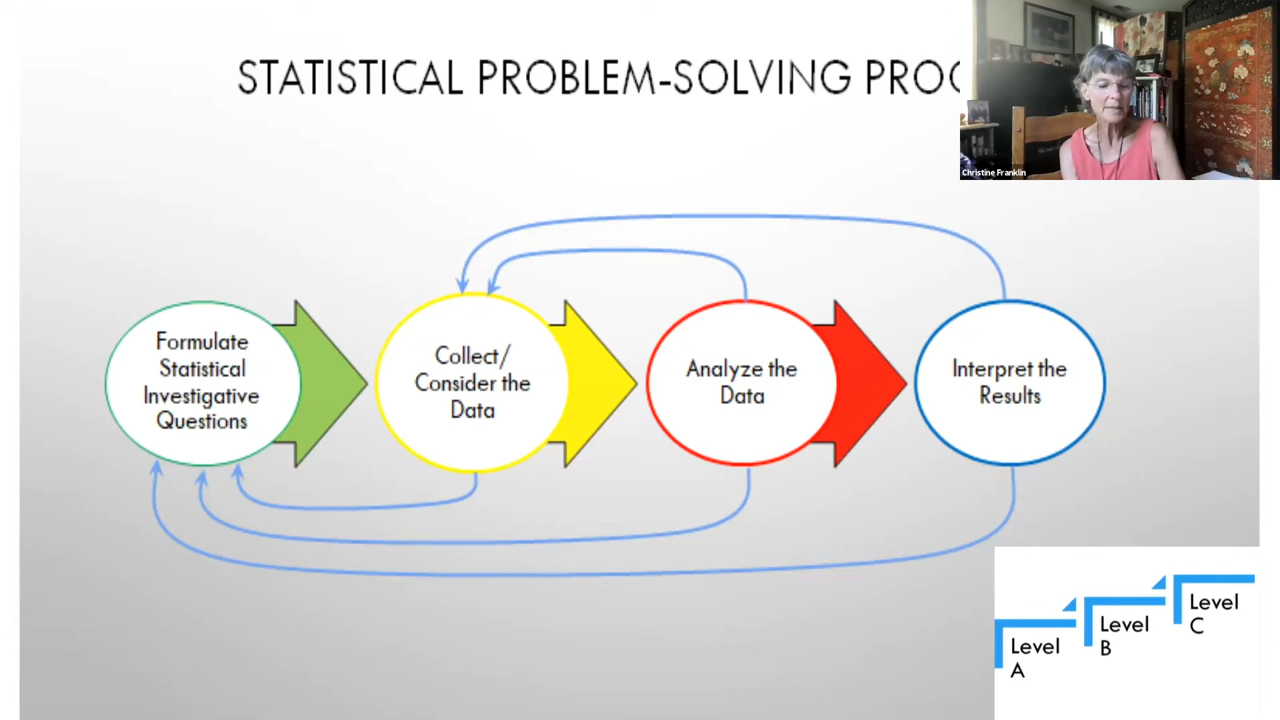 STATISTICAL PROBLEM-SOLVING PROC
Christine Franklin
Formulate
Statistical
Investigative
Questions
Collect/
Consider the
Data
Analyze the
Data
Interpret the
Results
Level
A
Level
B
Level
C